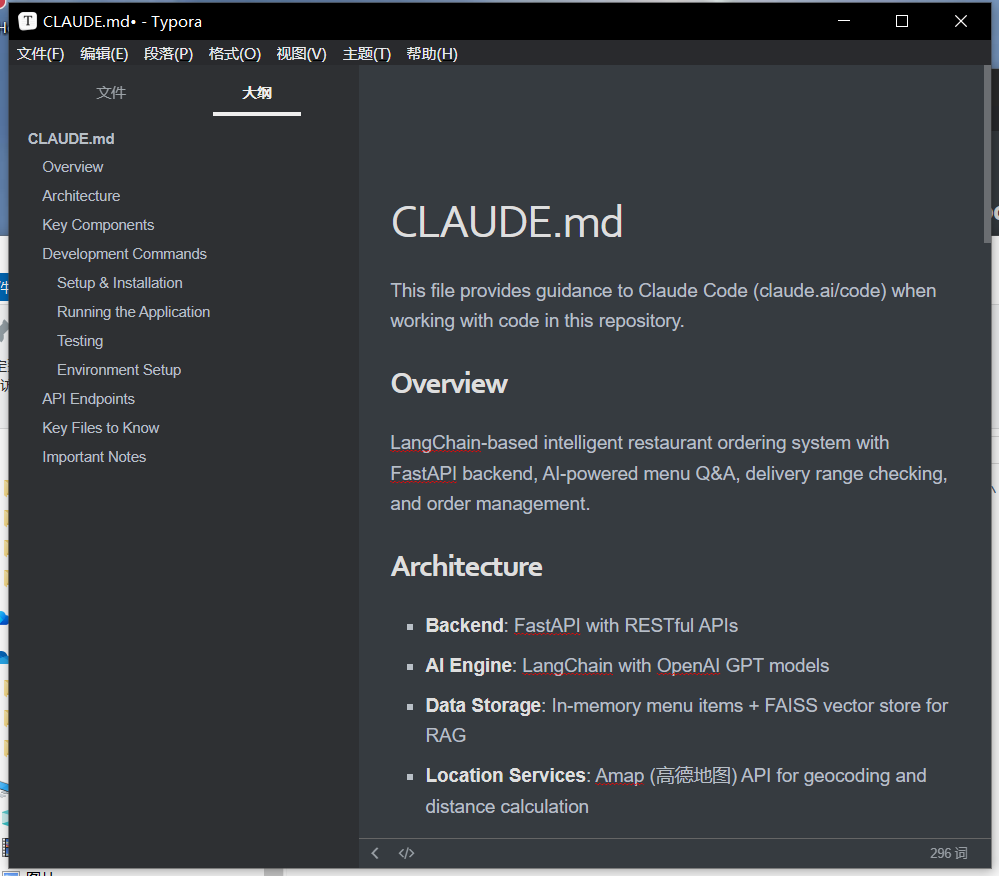 CLAUDE.md• - Typora
文件(F) 编辑(E) 段落(P) 格式(O) 视图(V) 主题(T) 帮助(H)
文件 大纲
CLAUDE.md
Overview
Architecture
Key Components
Development Commands
Setup & Installation
Running the Application
Testing
Environment Setup
API Endpoints
Key Files to Know
Important Notes
CLAUDE.md
This file provides guidance to Claude Code (claude.ai/code) when
working with code in this repository.
Overview
LangChain-based intelligent restaurant ordering system with
FastAPI backend, AI-powered menu Q&A, delivery range checking,
and order management.
Architecture
Backend: FastAPI with RESTful APIs
AI Engine: LangChain with OpenAI GPT models
Data Storage: In-memory menu items + FAISS vector store for
RAG
Location Services: Amap (高德地图) API for geocoding and
distance calculation
296 词